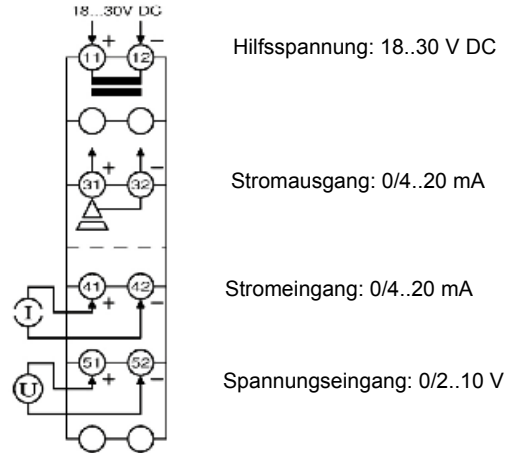 18...30V DC
+ −
11 12
Hilfsspannung: 18..30 V DC
+ −
31 32
Stromausgang: 0/4..20 mA
41 42
+ −
I
Stromeingang: 0/4..20 mA
51 52
+ −
U
Spannungseingang: 0/2..10 V